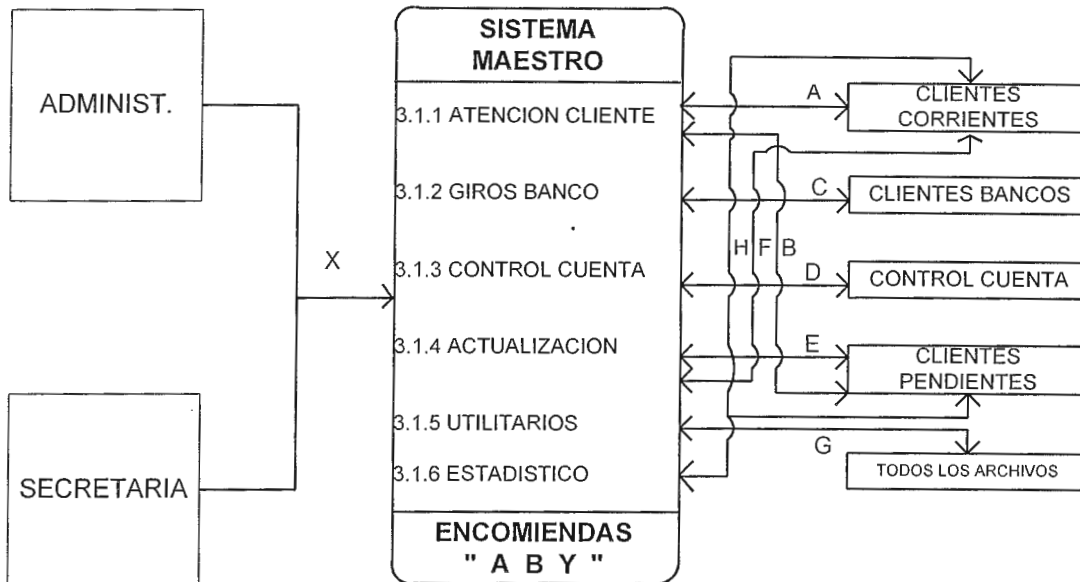 ADMINIST.
SECRETARIA
X
SISTEMA
MAESTRO
3.1.1 ATENCION CLIENTE
3.1.2 GIROS BANCO
3.1.3 CONTROL CUENTA
3.1.4 ACTUALIZACION
3.1.5 UTILITARIOS
3.1.6 ESTADISTICO
ENCOMIENDAS
" A B Y "
A
C
H F B
D
E
G
CLIENTES
CORRIENTES
CLIENTES BANCOS
CONTROL CUENTA
CLIENTES
PENDIENTES
TODOS LOS ARCHIVOS